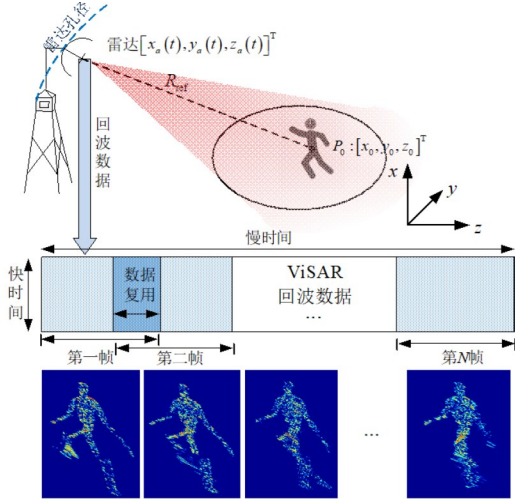 雷达孔径
雷达[x_a(t), y_a(t), z_a(t)]^T
R_ref
回波数据
P_0:[x_0, y_0, z_0]^T
x
y
z
慢时间
快时间
数据
复用
ViSAR
回波数据
...
第一帧
第二帧
第N帧
...